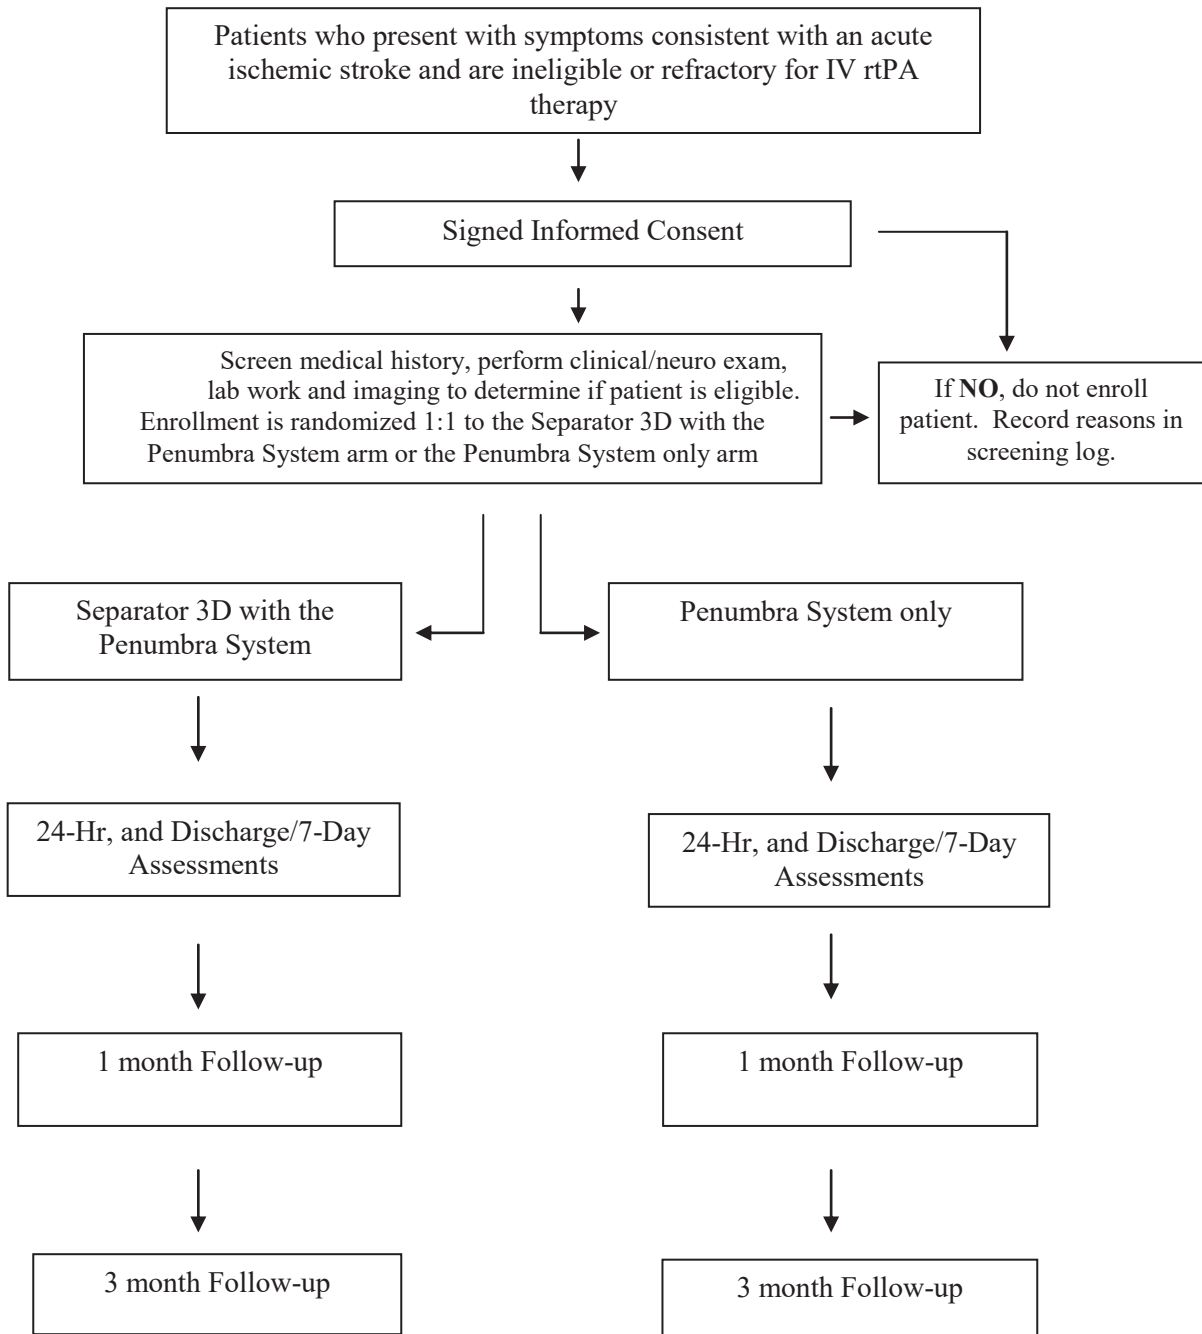 Patients who present with symptoms consistent with an acute
ischemic stroke and are ineligible or refractory for IV rtPA
therapy
Signed Informed Consent
Screen medical history, perform clinical/neuro exam,
lab work and imaging to determine if patient is eligible.
Enrollment is randomized 1:1 to the Separator 3D with the
Penumbra System arm or the Penumbra System only arm
If NO, do not enroll
patient. Record reasons in
screening log.
Separator 3D with the
Penumbra System
Penumbra System only
24-Hr, and Discharge/7-Day
Assessments
24-Hr, and Discharge/7-Day
Assessments
1 month Follow-up
1 month Follow-up
3 month Follow-up
3 month Follow-up